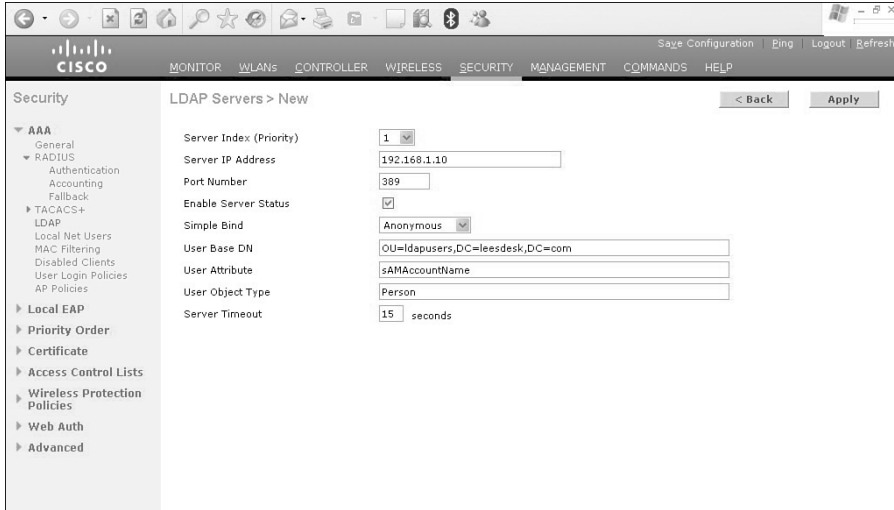 Save Configuration | Ping | Logout | Refresh
CISCO
MONITOR WLANs CONTROLLER WIRELESS SECURITY MANAGEMENT COMMANDS HELP
Security
LDAP Servers > New
< Back
Apply
AAA
General
RADIUS
Authentication
Accounting
Fallback
TACACS+
LDAP
Local Net Users
MAC Filtering
Disabled Clients
User Login Policies
AP Policies
Local EAP
Priority Order
Certificate
Access Control Lists
Wireless Protection
Policies
Web Auth
Advanced
Server Index (Priority) 1
Server IP Address 192.168.1.10
Port Number 389
Enable Server Status
Simple Bind Anonymous
User Base DN OU=ldapusers,DC=leesdesk,DC=com
User Attribute sAMAccountName
User Object Type Person
Server Timeout 15 seconds